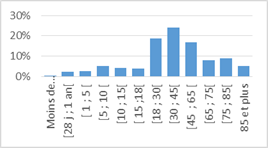 30%
20%
10%
0%
Moins de...
[28 j ; 1 an[
[ 1 ; 5 [
[5 ; 10 [
[10 ; 15[
[ 15 ;18[
[18 ; 30[
[30 ; 45[
[45 ; 65 [
[65 ; 75[
[75 ; 85[
85 et plus